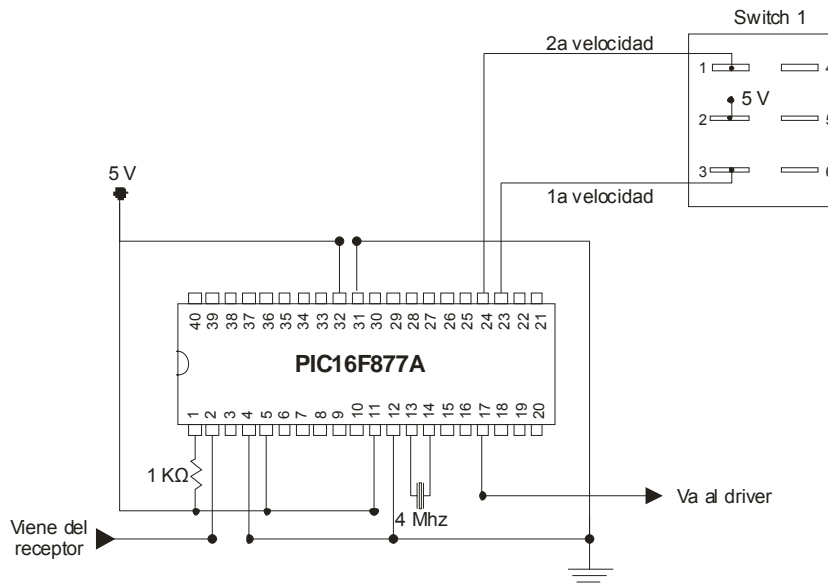 Switch 1
2a velocidad
1
4
5 V
2
5
3
6
1a velocidad
5 V
40 39 38 37 36 35 34 33 32 31 30 29 28 27 26 25 24 23 22 21
PIC16F877A
1 2 3 4 5 6 7 8 9 10 11 12 13 14 15 16 17 18 19 20
1 KΩ
4 Mhz
Va al driver
Viene del
receptor